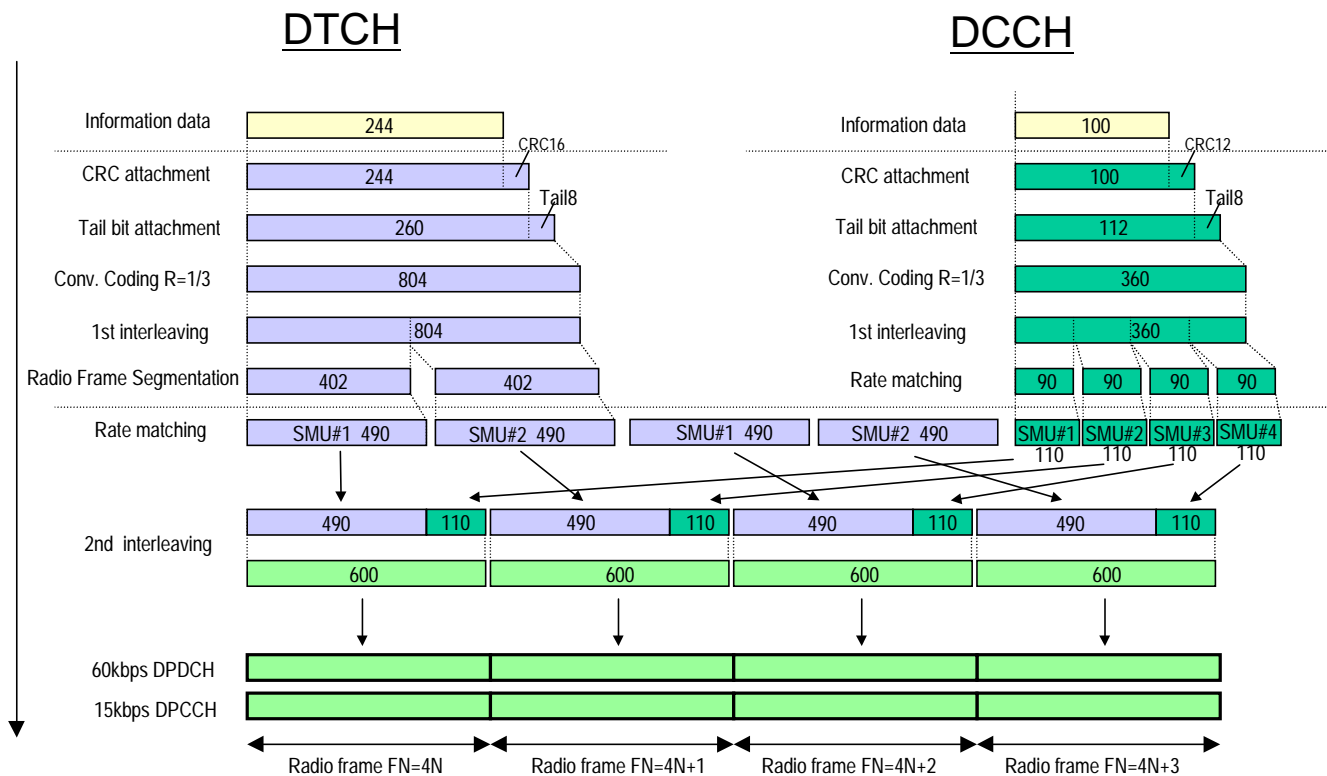 DTCH DCCH
Information data 244 Information data 100
CRC16 CRC12
CRC attachment 244 CRC attachment 100
Tail8 Tail8
Tail bit attachment 260 Tail bit attachment 112
Conv. Coding R=1/3 804 Conv. Coding R=1/3 360
1st interleaving 804 1st interleaving 360
Radio Frame Segmentation 402 402 Rate matching 90 90 90 90
Rate matching SMU#1 490 SMU#2 490 SMU#1 490 SMU#2 490 SMU#1 SMU#2 SMU#3 SMU#4
110 110 110 110
490 110 490 110 490 110 490 110
2nd interleaving
600 600 600 600
60kbps DPDCH
15kbps DPCCH
Radio frame FN=4N Radio frame FN=4N+1 Radio frame FN=4N+2 Radio frame FN=4N+3